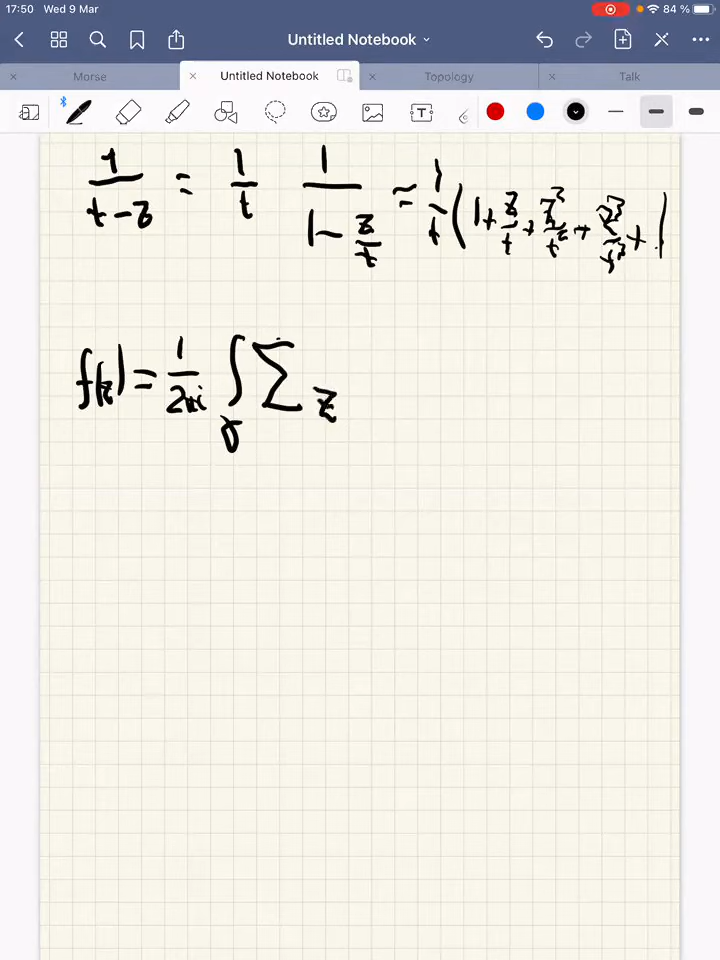 17:50 Wed 9 Mar 84 %
Untitled Notebook
Morse Untitled Notebook Topology Talk
1/(t-z) = 1/t 1/(1-z/t) = 1/t (1+z/t+z²/t²+z³/t³+.)
f(z) = 1/2πi ∫γ Σ z